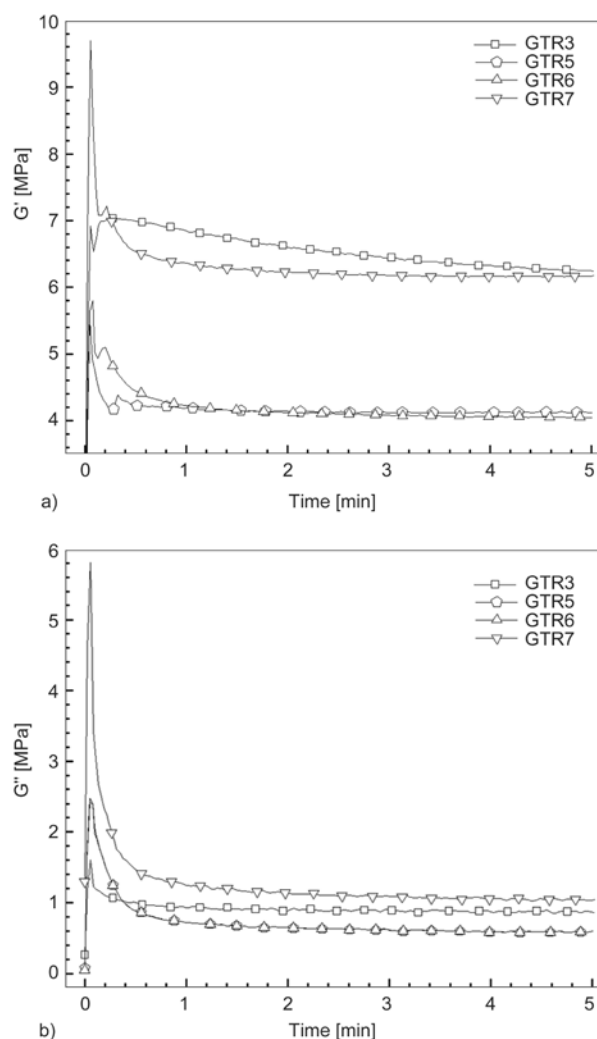 10
9
8
7
6
5
4
G' [MPa]
GTR3
GTR5
GTR6
GTR7
0 1 2 3 4 5
Time [min]
a)
6
5
4
3
2
1
0
G'' [MPa]
GTR3
GTR5
GTR6
GTR7
0 1 2 3 4 5
Time [min]
b)